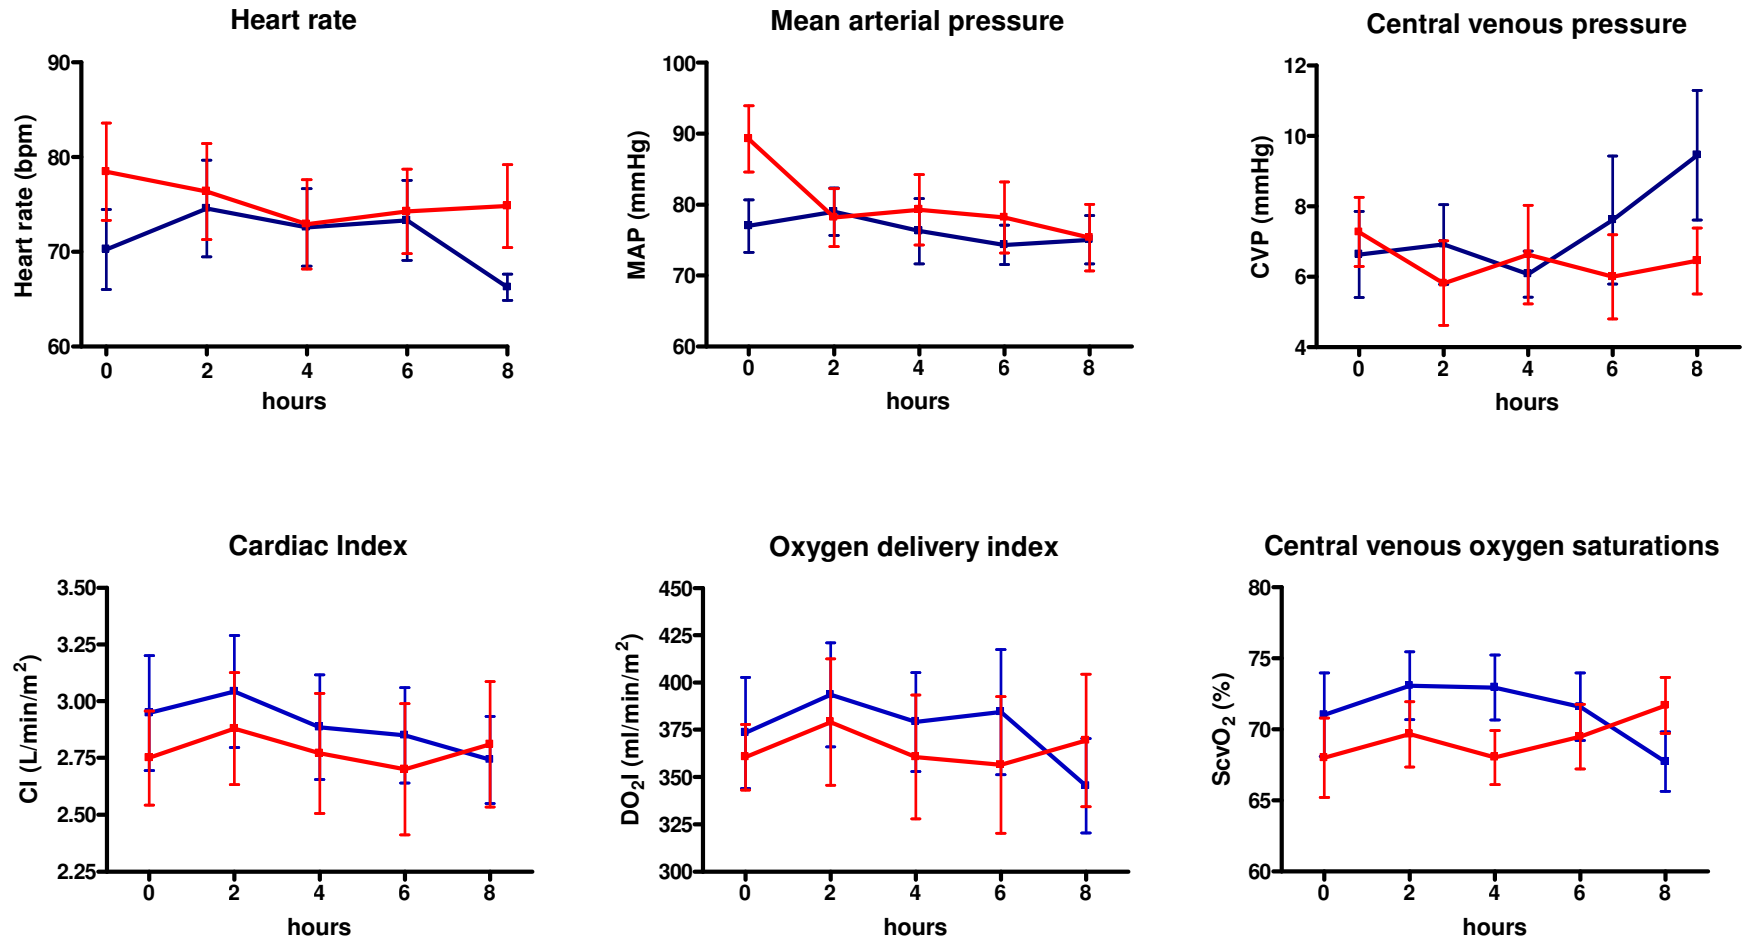 Heart rate
90
80
70
60
Heart rate (bpm)
0 2 4 6 8
hours
Mean arterial pressure
100
90
80
70
60
MAP (mmHg)
0 2 4 6 8
hours
Central venous pressure
12
10
8
6
4
CVP (mmHg)
0 2 4 6 8
hours
Cardiac Index
3.50
3.25
3.00
2.75
2.50
2.25
CI (L/min/m²)
0 2 4 6 8
hours
Oxygen delivery index
450
425
400
375
350
325
300
DO₂I (ml/min/m²)
0 2 4 6 8
hours
Central venous oxygen saturations
80
75
70
65
60
ScvO₂ (%)
0 2 4 6 8
hours